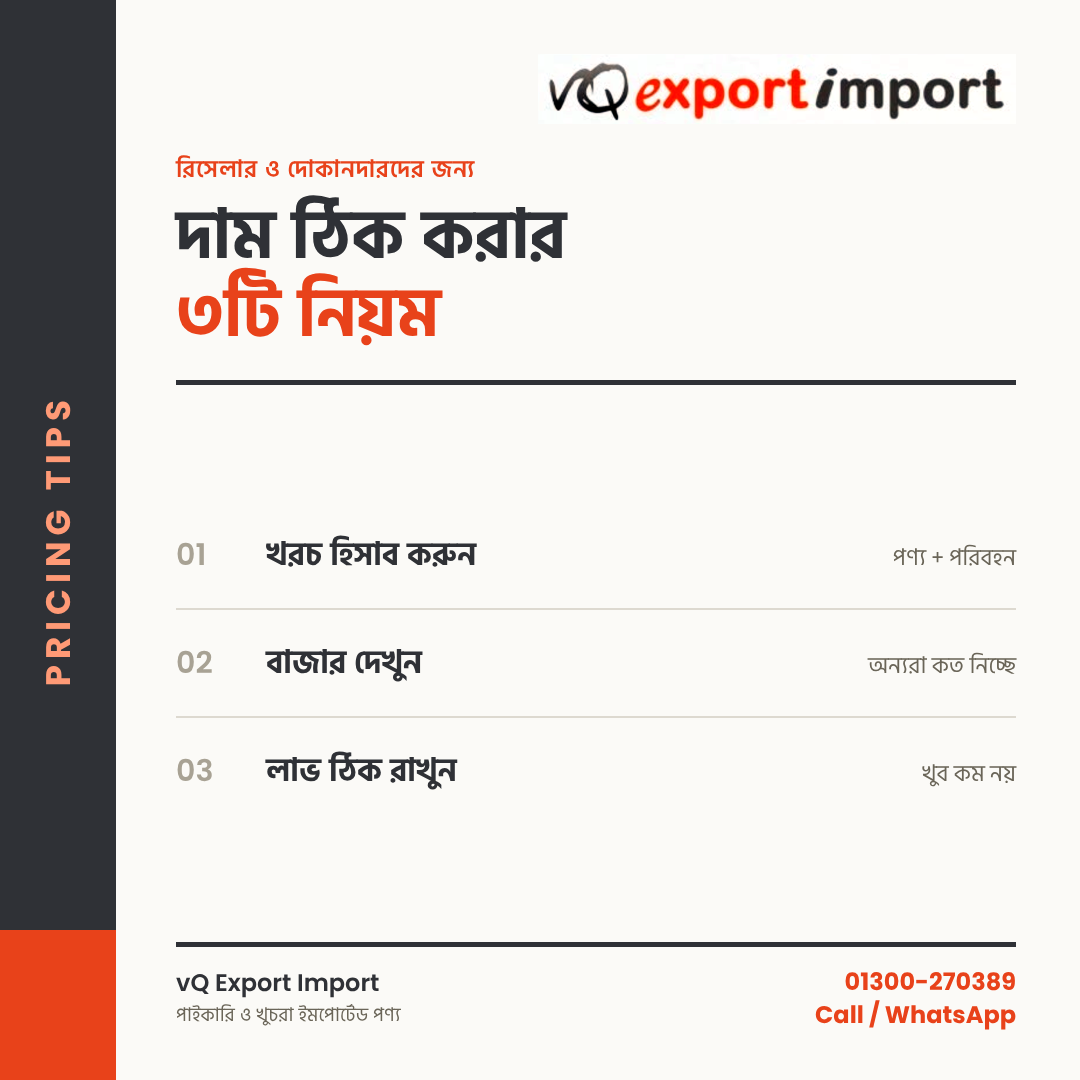 vQ export import
রিসেলার ও দোকানদারদের জন্য
দাম ঠিক করার
৩টি নিয়ম
PRICING TIPS
01 খরচ হিসাব করুন পণ্য + পরিবহন
02 বাজার দেখুন অন্যরা কত নিচ্ছে
03 লাভ ঠিক রাখুন খুব কম নয়
vQ Export Import
পাইকারি ও খুচরা ইমপোর্টেড পণ্য
01300-270389
Call / WhatsApp